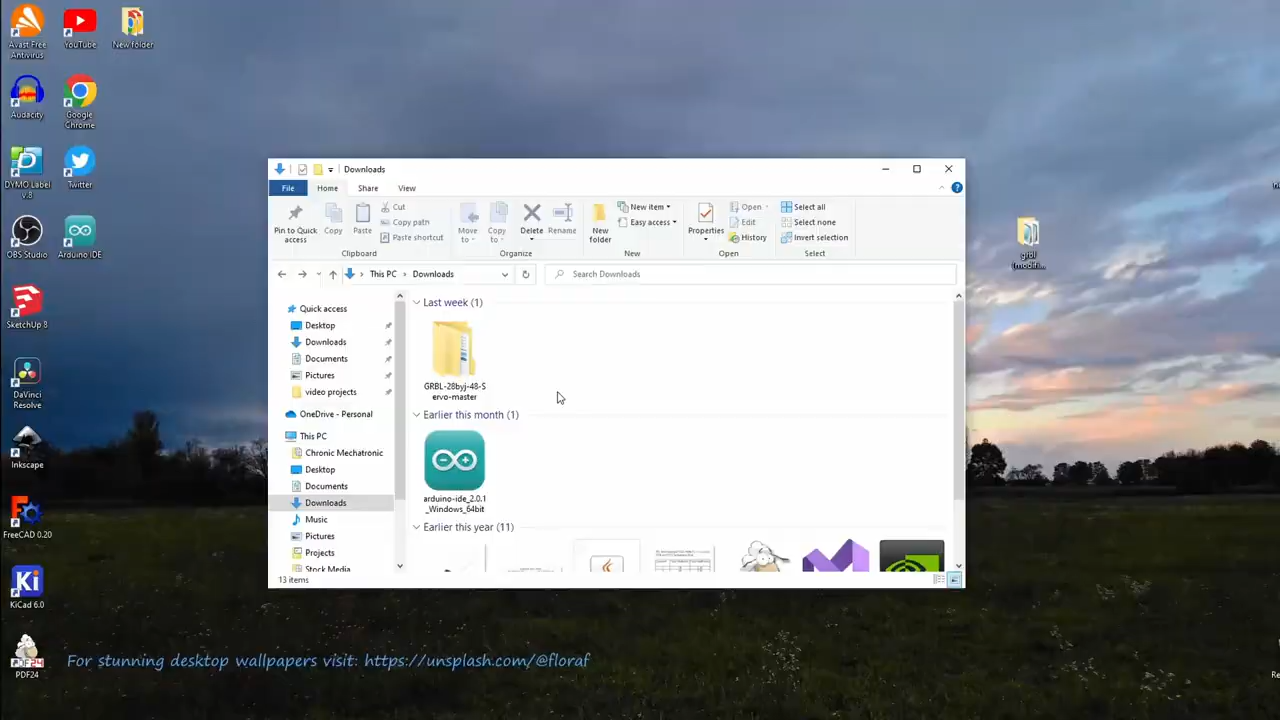 Avast Free
Antivirus
YouTube
New folder
Audacity
Google
Chrome
DYMO Label
v.8
Twitter
OBS Studio
Arduino IDE
SketchUp 8
DaVinci
Resolve
Inkscape
FreeCAD 0.20
KiCad 6.0
PDF24
grbl
(modifi...
Downloads
File
Home
Share
View
Pin to Quick
access
Copy
Paste
Cut
Copy path
Paste shortcut
Clipboard
Move
to
Copy
to
Delete
Rename
Organize
New
folder
New item
Easy access
New
Properties
Open
Edit
History
Open
Select all
Select none
Invert selection
Select
This PC
Downloads
Search Downloads
Quick access
Desktop
Downloads
Documents
Pictures
video projects
OneDrive - Personal
This PC
Chronic Mechatronic
Desktop
Documents
Downloads
Music
Pictures
Projects
Stock Media
Last week (1)
GRBL-28byj-48-S
ervo-master
Earlier this month (1)
arduino-ide_2.0.1
_Windows_64bit
Earlier this year (11)
13 items
For stunning desktop wallpapers visit: https://unsplash.com/@floraf